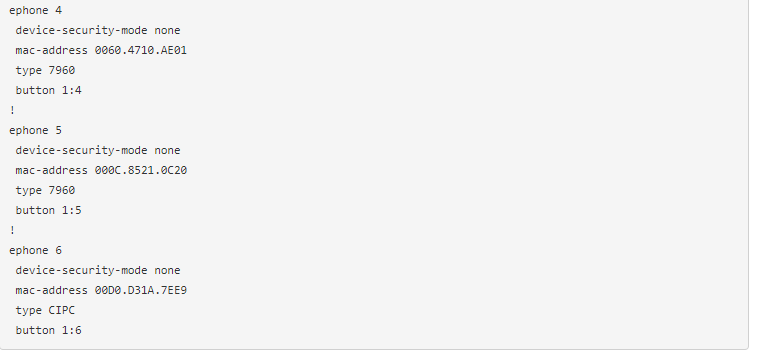 ephone 4
device-security-mode none
mac-address 0060.4710.AE01
type 7960
button 1:4
!
ephone 5
device-security-mode none
mac-address 000C.8521.0C20
type 7960
button 1:5
!
ephone 6
device-security-mode none
mac-address 00D0.D31A.7EE9
type CIPC
button 1:6